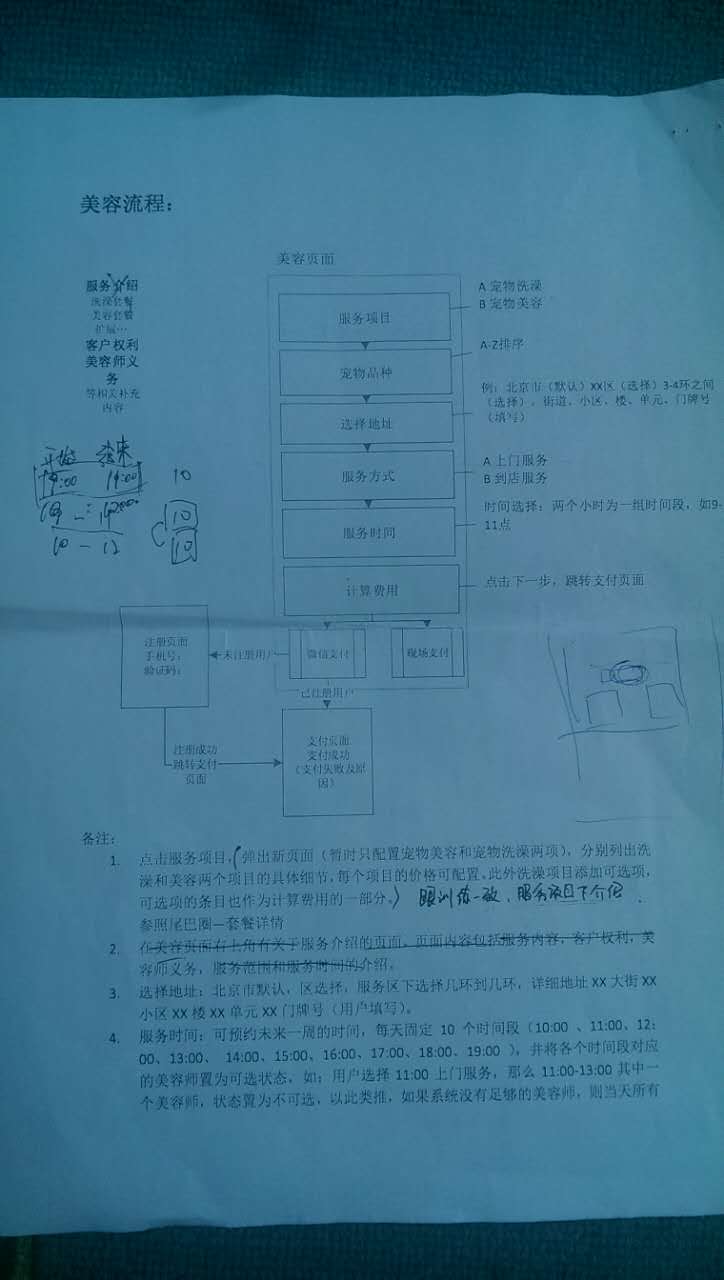 美容流程：
美容页面
服务介绍
洗澡套餐
美容套餐
扩展…
客户权利
美容师义
务
等相关补充
内容
服务项目
A 宠物洗澡
B 宠物美容
宠物品种
A-Z排序
选择地址
例：北京市（默认）XX区（选择）3-4环之间
（选择）、街道、小区、楼、单元、门牌号
（填写）
服务方式
A 上门服务
B 到店服务
服务时间
时间选择：两个小时为一组时间段，如9-
11点
计算费用
点击下一步，跳转支付页面
开始 结束
9:00 11:00 10
10
10 - 12 10
注册页面
手机号：
验证码：
未注册用户
微信支付
现场支付
已注册用户
注册成功
跳转支付
页面
支付页面
支付成功
（支付失败及原
因）
备注：
1. 点击服务项目，（弹出新页面（暂时只配置宠物美容和宠物洗澡两项），分别列出洗
澡和美容两个项目的具体细节，每个项目的价格可配置，此外洗澡项目添加可选项，
可选项的条目也作为计算费用的一部分。） 跟训练一致，服务项目下介绍．
参照尾巴圈—套餐详情
2. 在美容页面右上角有关于服务介绍的页面，页面内容包括服务内容，客户权利，美
容师义务，服务范围和服务时间的介绍。
3. 选择地址：北京市默认，区选择，服务区下选择几环到几环，详细地址 XX 大街 XX
小区 XX 楼 XX 单元 XX 门牌号（用户填写）。
4. 服务时间：可预约未来一周的时间，每天固定 10 个时间段（10:00 、11:00、12:
00、13:00、 14:00、15:00、16:00、17:00、18:00、19:00 ），并将各个时间段对应
的美容师置为可选状态，如：用户选择 11:00 上门服务，那么 11:00-13:00 其中一
个美容师，状态置为不可选，以此类推，如果系统没有足够的美容师，则当天所有